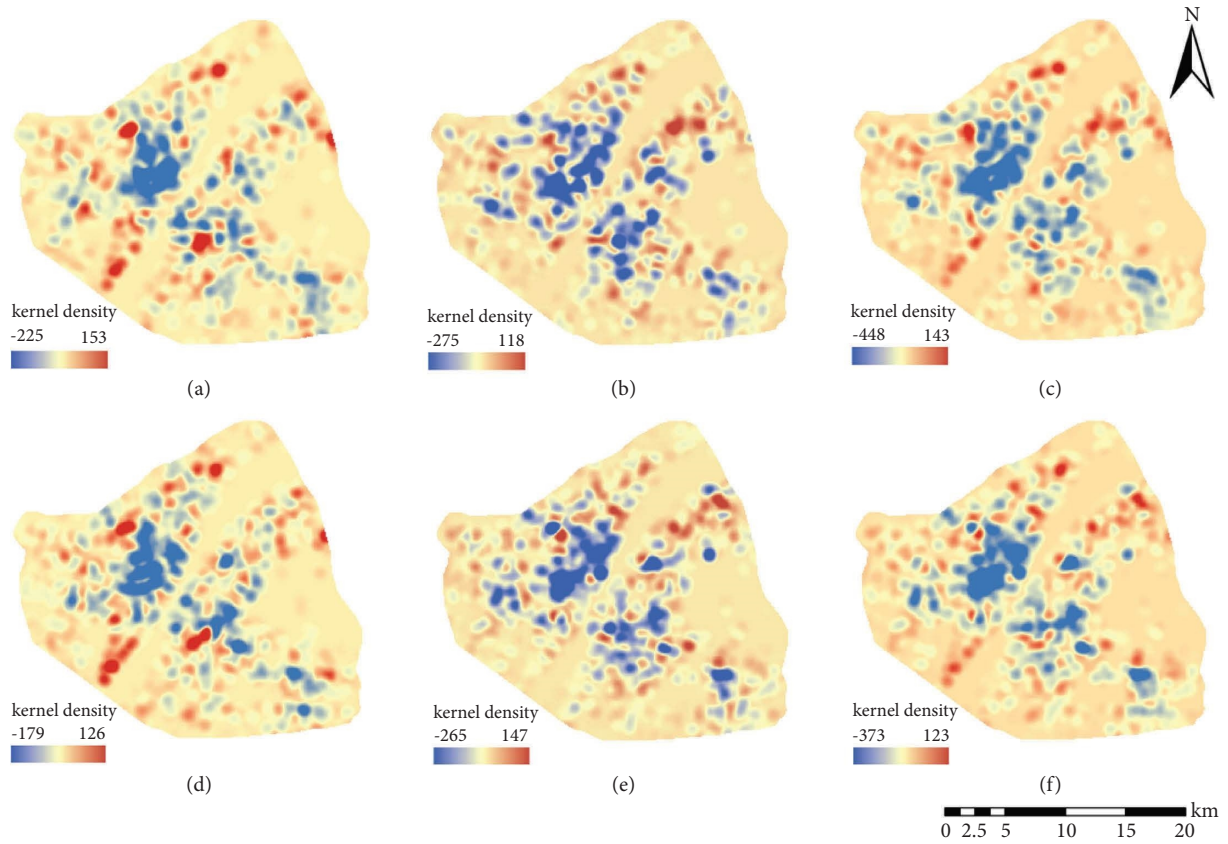 N
kernel density
-225 153
(a)
kernel density
-275 118
(b)
kernel density
-448 143
(c)
kernel density
-179 126
(d)
kernel density
-265 147
(e)
kernel density
-373 123
(f)
km
0 2.5 5 10 15 20